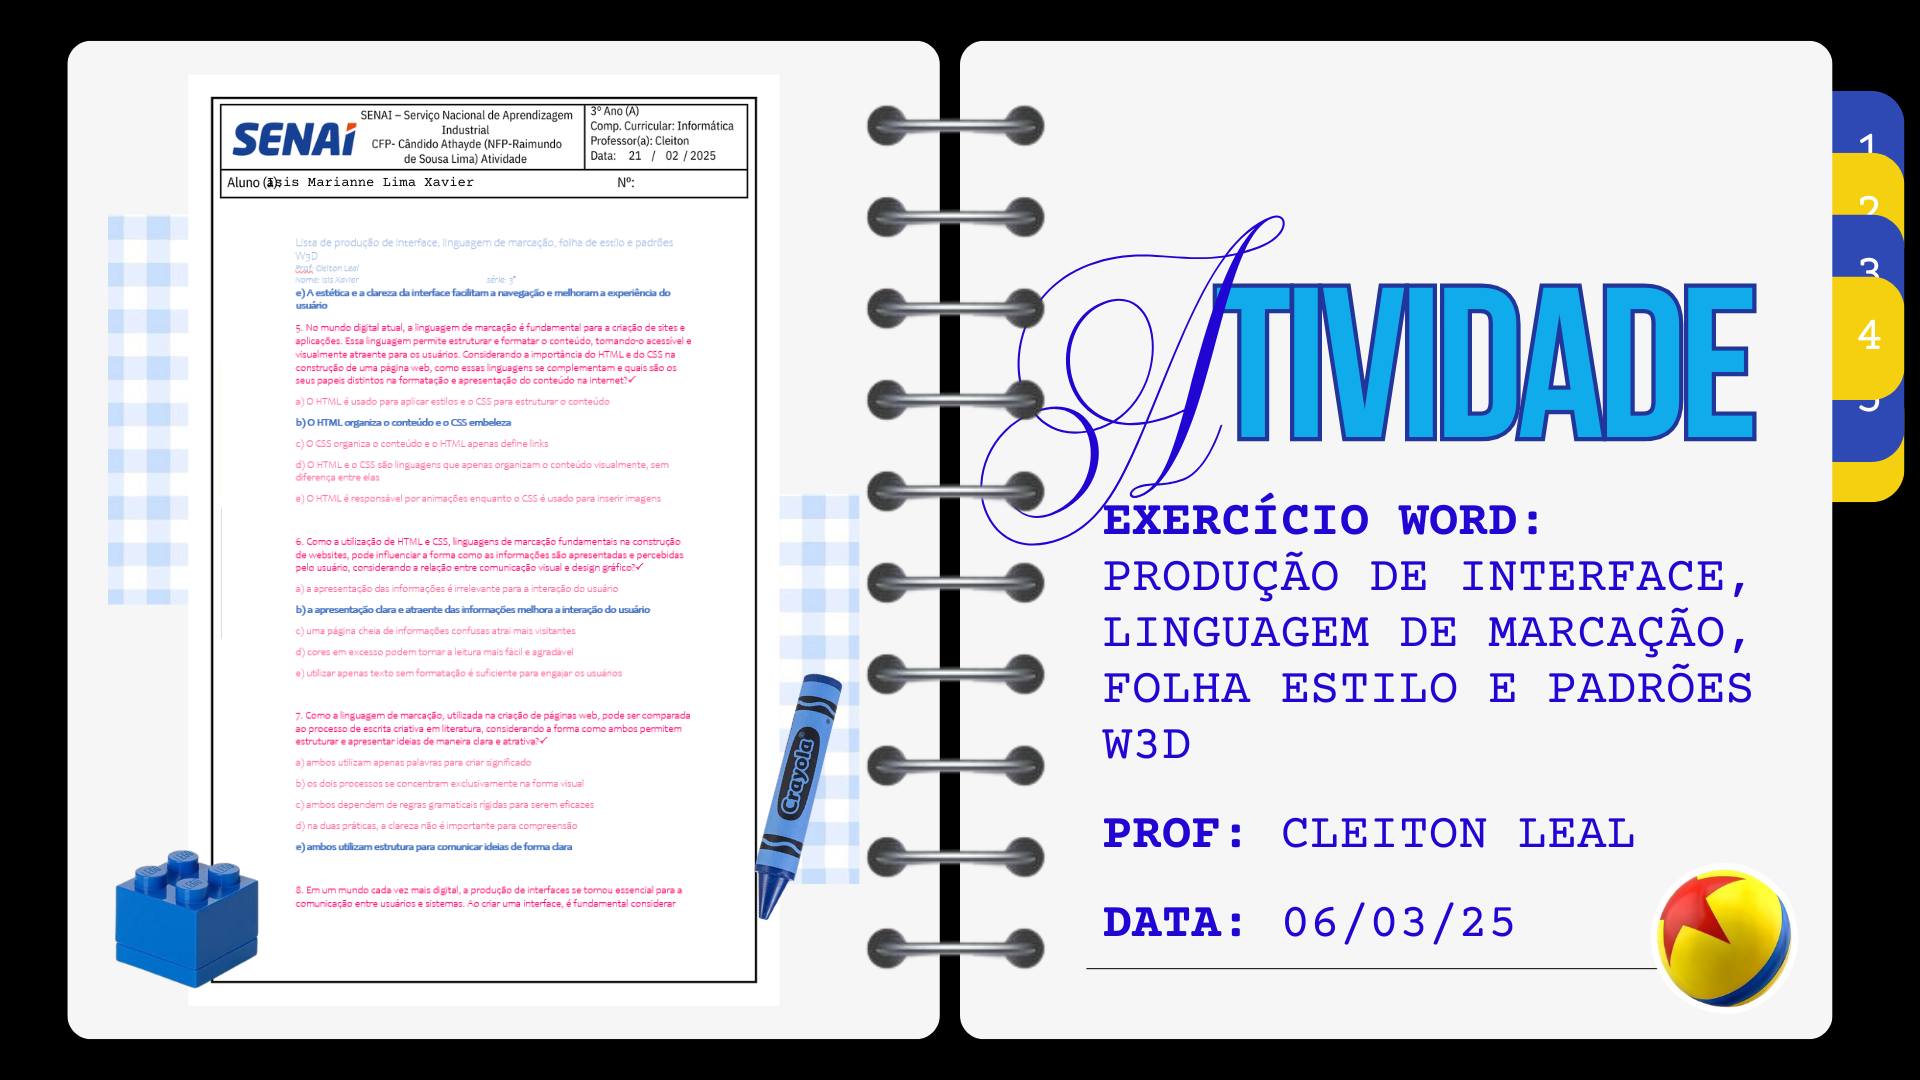 SENAI
SENAI – Serviço Nacional de Aprendizagem
Industrial
CFP- Cândido Athayde (NFP-Raimundo
de Sousa Lima) Atividade
3º Ano (A)
Comp. Curricular: Informática
Professor(a): Cleiton
Data: 21 / 02 / 2025
Aluno (a): Isis Marianne Lima Xavier Nº:
Lista de produção de interface, linguagem de marcação, folha de estilo e padrões
W3D
Prof: Cleiton Leal
Nome: Isis Xavier série: 3°
e) A estética e a clareza da interface facilitam a navegação e melhoram a experiência do
usuário
5. No mundo digital atual, a linguagem de marcação é fundamental para a criação de sites e
aplicações. Essa linguagem permite estruturar e formatar o conteúdo, tornando-o acessível e
visualmente atraente para os usuários. Considerando a importância do HTML e do CSS na
construção de uma página web, como essas linguagens se complementam e quais são os
seus papeis distintos na formatação e apresentação do conteúdo na internet?✓
a) O HTML é usado para aplicar estilos e o CSS para estruturar o conteúdo
b) O HTML organiza o conteúdo e o CSS embeleza
c) O CSS organiza o conteúdo e o HTML apenas define links
d) O HTML e o CSS são linguagens que apenas organizam o conteúdo visualmente, sem
diferença entre elas
e) O HTML é responsável por animações enquanto o CSS é usado para inserir imagens
6. Como a utilização de HTML e CSS, linguagens de marcação fundamentais na construção
de websites, pode influenciar a forma como as informações são apresentadas e percebidas
pelo usuário, considerando a relação entre comunicação visual e design gráfico?✓
a) a apresentação das informações é irrelevante para a interação do usuário
b) a apresentação clara e atraente das informações melhora a interação do usuário
c) uma página cheia de informações confusas atrai mais visitantes
d) cores em excesso podem tornar a leitura mais fácil e agradável
e) utilizar apenas texto sem formatação é suficiente para engajar os usuários
7. Como a linguagem de marcação, utilizada na criação de páginas web, pode ser comparada
ao processo de escrita criativa em literatura, considerando a forma como ambos permitem
estruturar e apresentar ideias de maneira clara e atrativa?✓
a) ambos utilizam apenas palavras para criar significado
b) os dois processos se concentram exclusivamente na forma visual
c) ambos dependem de regras gramaticais rígidas para serem eficazes
d) na duas práticas, a clareza não é importante para compreensão
e) ambos utilizam estrutura para comunicar ideias de forma clara
8. Em um mundo cada vez mais digital, a produção de interfaces se tornou essencial para a
comunicação entre usuários e sistemas. Ao criar uma interface, é fundamental considerar
Crayola
ATIVIDADE
EXERCÍCIO WORD:
PRODUÇÃO DE INTERFACE,
LINGUAGEM DE MARCAÇÃO,
FOLHA ESTILO E PADRÕES
W3D
PROF: CLEITON LEAL
DATA: 06/03/25
1
2
3
4
5